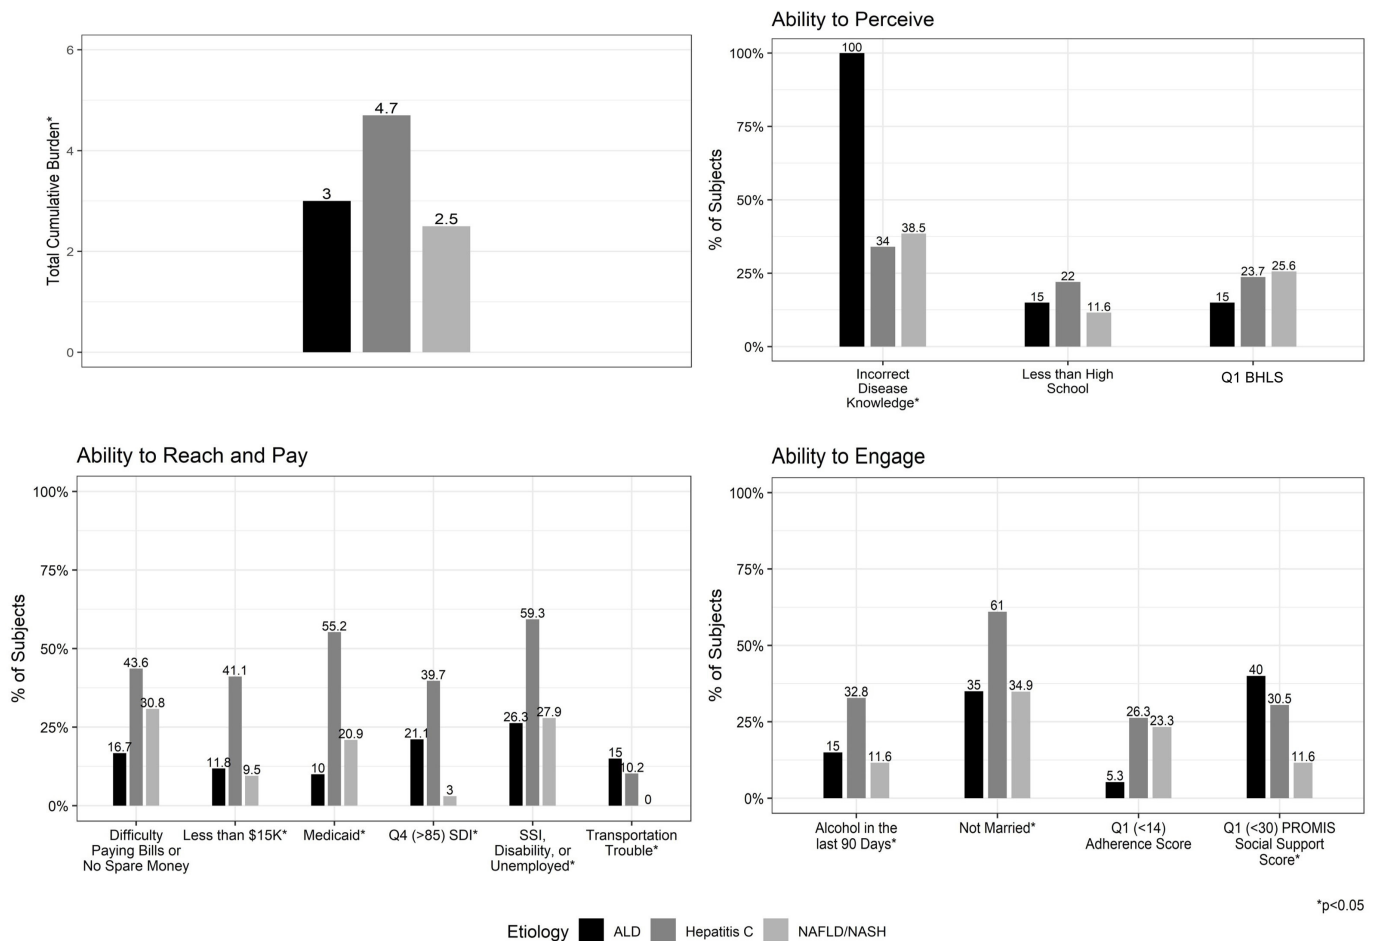 Total Cumulative Burden*
6
4
2
0
3
4.7
2.5
Ability to Perceive
% of Subjects
100%
75%
50%
25%
0%
100
34
38.5
15
22
11.6
15
23.7
25.6
Incorrect
Disease
Knowledge*
Less than High
School
Q1 BHLS
Ability to Reach and Pay
% of Subjects
100%
75%
50%
25%
0%
16.7
43.6
30.8
11.8
41.1
9.5
10
55.2
20.9
21.1
39.7
3
26.3
59.3
27.9
15
10.2
0
Difficulty
Paying Bills or
No Spare Money
Less than $15K*
Medicaid*
Q4 (>85) SDI*
SSI,
Disability, or
Unemployed*
Transportation
Trouble*
Ability to Engage
% of Subjects
100%
75%
50%
25%
0%
15
32.8
11.6
35
61
34.9
5.3
26.3
23.3
40
30.5
11.6
Alcohol in the
last 90 Days*
Not Married*
Q1 (<14)
Adherence Score
Q1 (<30) PROMIS
Social Support
Score*
*p<0.05
Etiology ALD Hepatitis C NAFLD/NASH